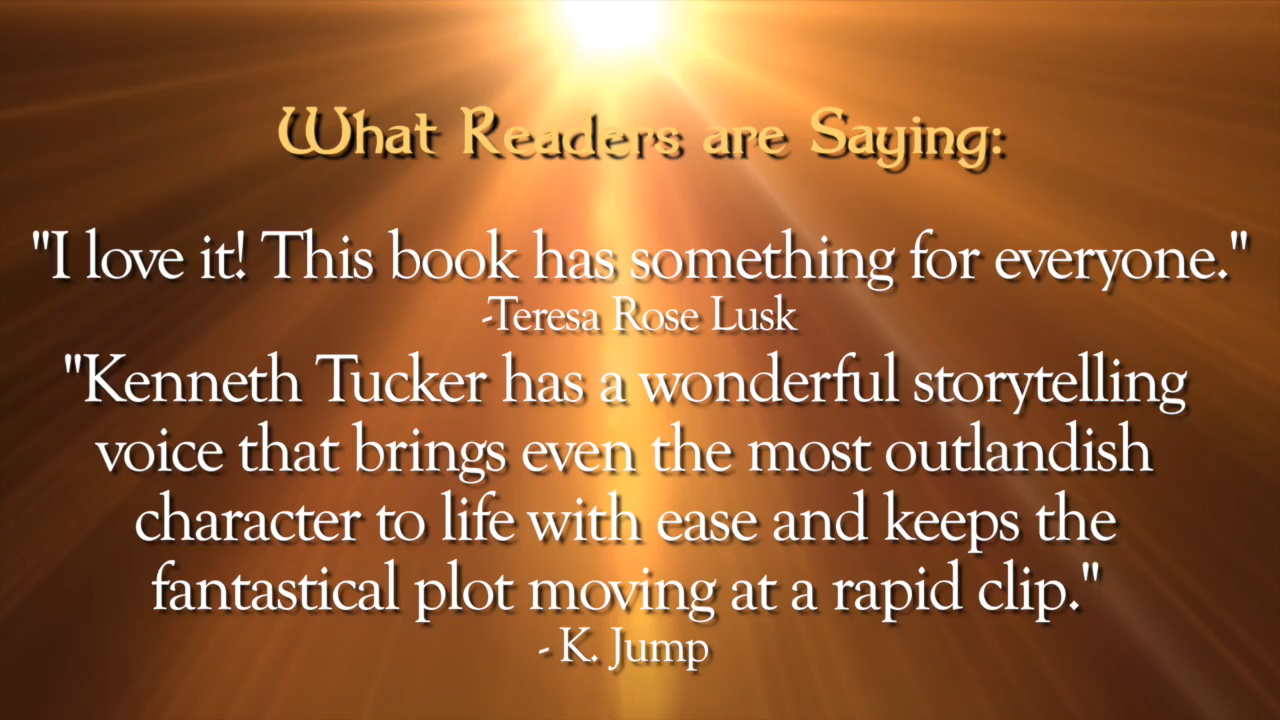 What Readers are Saying:
"I love it! This book has something for everyone."
-Teresa Rose Lusk
"Kenneth Tucker has a wonderful storytelling
voice that brings even the most outlandish
character to life with ease and keeps the
fantastical plot moving at a rapid clip."
- K. Jump